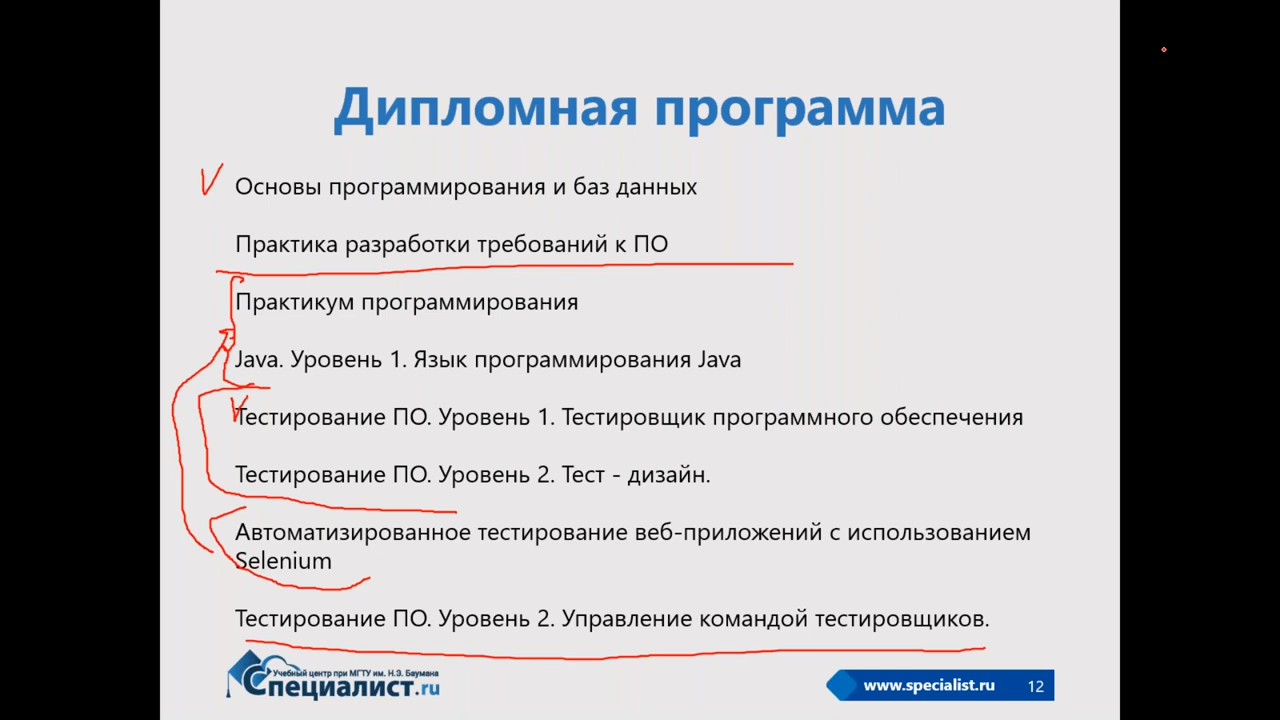 Дипломная программа
Основы программирования и баз данных
Практика разработки требований к ПО
Практикум программирования
Java. Уровень 1. Язык программирования Java
Тестирование ПО. Уровень 1. Тестировщик программного обеспечения
Тестирование ПО. Уровень 2. Тест - дизайн.
Автоматизированное тестирование веб-приложений с использованием
Selenium
Тестирование ПО. Уровень 2. Управление командой тестировщиков.
Учебный центр при МГТУ им. Н.Э. Баумана
Специалист.ru
www.specialist.ru 12